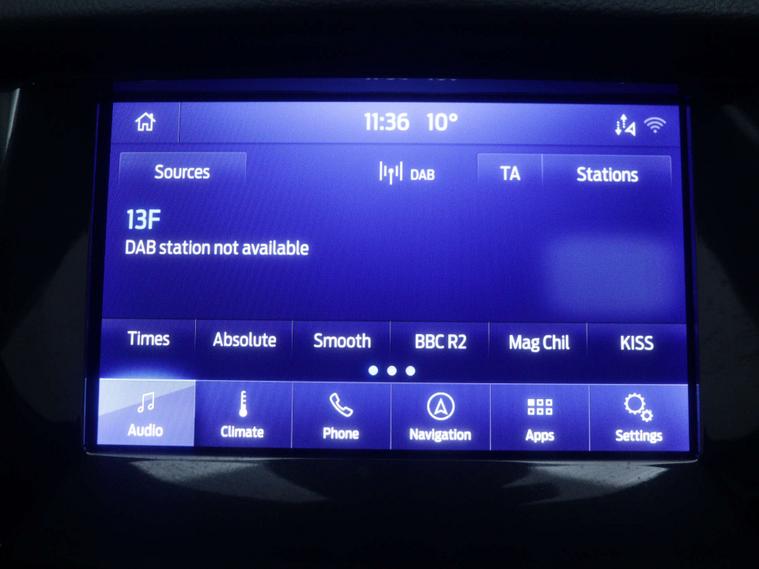 11:36 10°
Sources DAB TA Stations
13F
DAB station not available
Times Absolute Smooth BBC R2 Mag Chil KISS
Audio Climate Phone Navigation Apps Settings